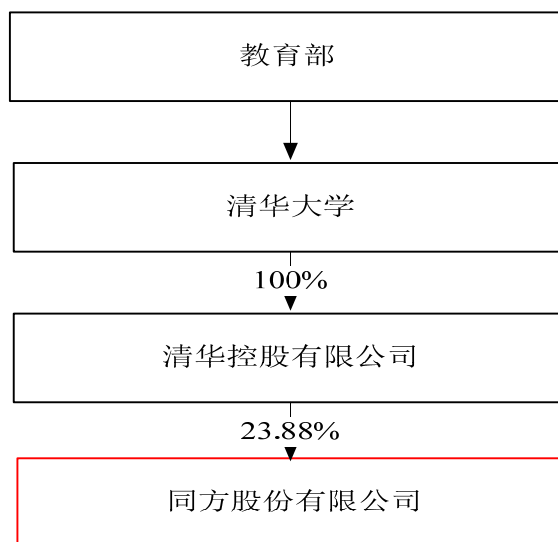 教育部
清华大学
100%
清华控股有限公司
23.88%
同方股份有限公司